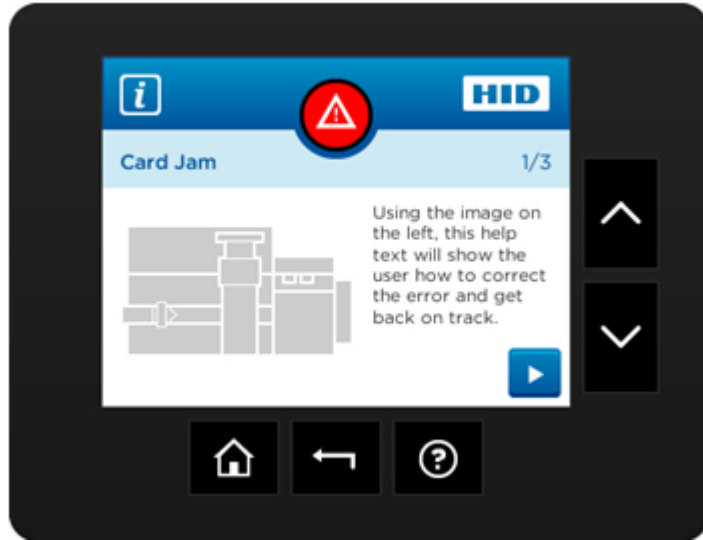 i
HID
Card Jam
1/3
Using the image on
the left, this help
text will show the
user how to correct
the error and get
back on track.
?